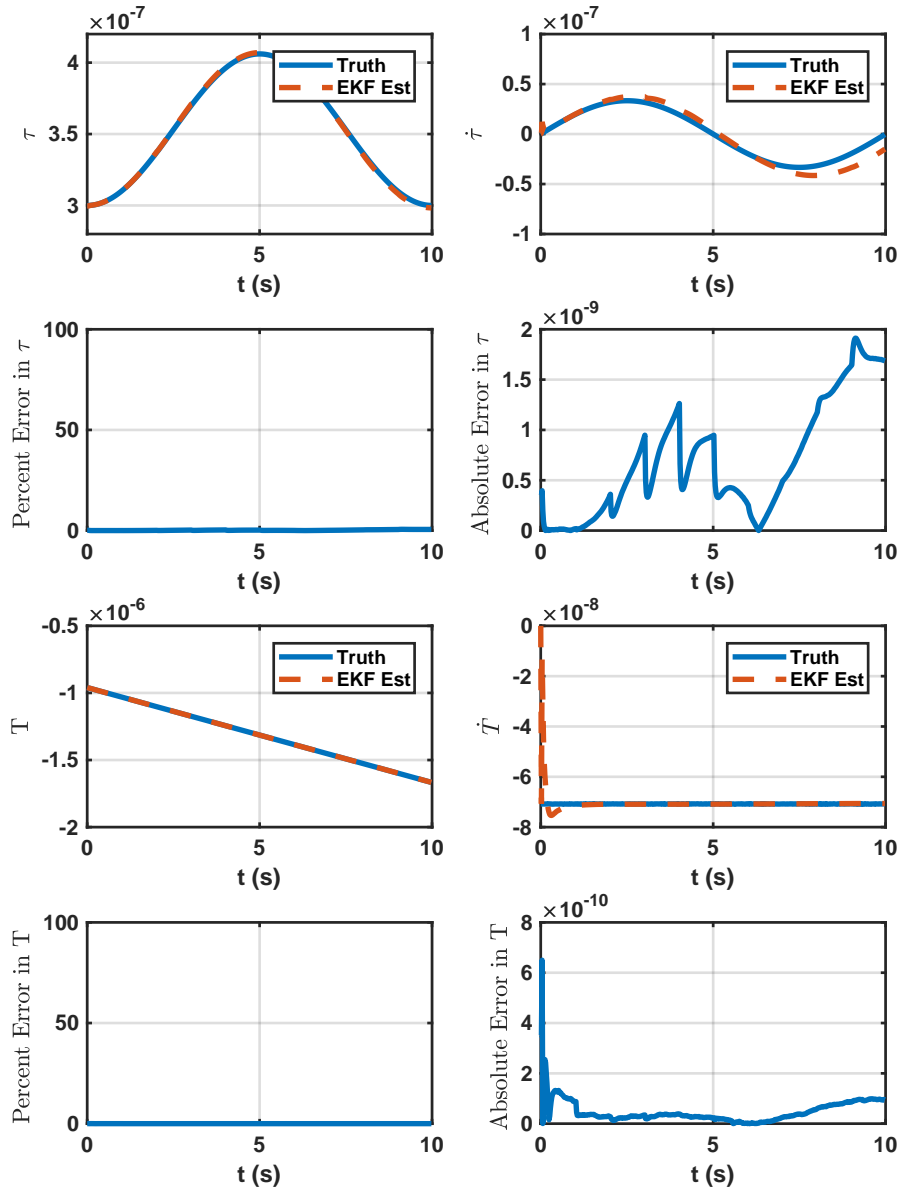 ×10⁻⁷
4
3.5
3
τ
Truth
EKF Est
0
5
10
t (s)
×10⁻⁷
1
0.5
0
-0.5
-1
τ̇
Truth
EKF Est
0
5
10
t (s)
100
50
0
Percent Error in τ
0
5
10
t (s)
×10⁻⁹
2
1.5
1
0.5
0
Absolute Error in τ
0
5
10
t (s)
×10⁻⁶
-0.5
-1
-1.5
-2
T
Truth
EKF Est
0
5
10
t (s)
×10⁻⁸
0
-2
-4
-6
-8
Ṫ
Truth
EKF Est
0
5
10
t (s)
100
50
0
Percent Error in T
0
5
10
t (s)
×10⁻¹⁰
8
6
4
2
0
Absolute Error in T
0
5
10
t (s)